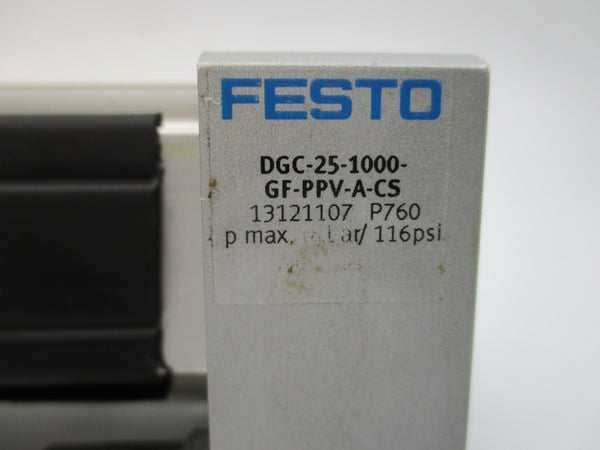 FESTO
DGC-25-1000-
GF-PPV-A-CS
13121107 P760
p max. 116psi